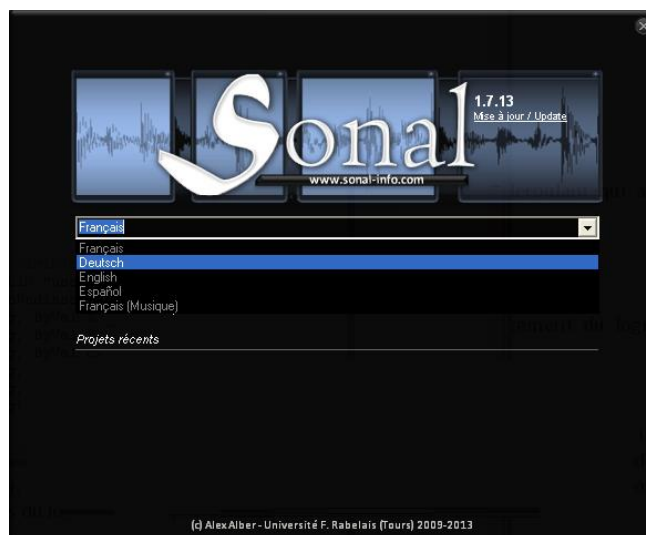 Sonal
1.7.13
Mise à jour / Update
www.sonal-info.com
Français
Français
Deutsch
English
Español
Français (Musique)
Projets récents
(c) Alex Alber - Université F. Rabelais (Tours) 2009-2013